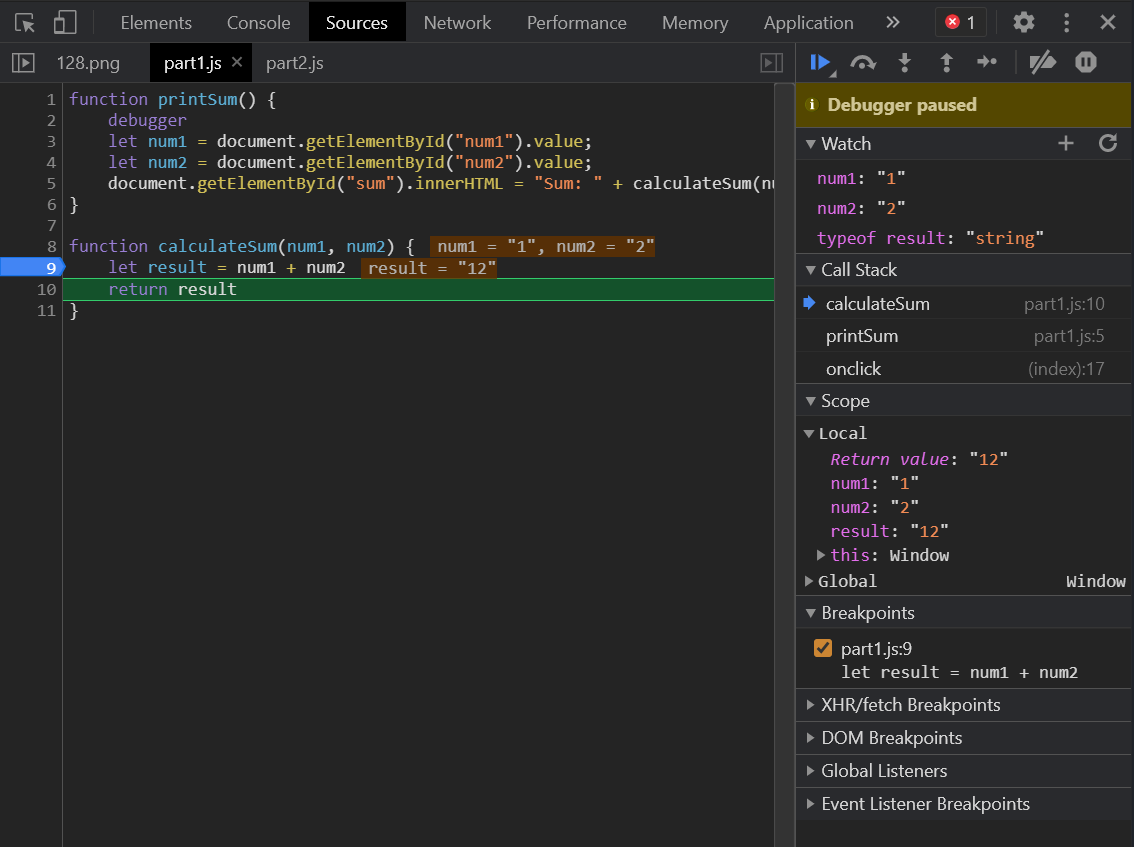 Elements Console Sources Network Performance Memory Application » 1
128.png part1.js × part2.js
1 function printSum() {
2 debugger
3 let num1 = document.getElementById("num1").value;
4 let num2 = document.getElementById("num2").value;
5 document.getElementById("sum").innerHTML = "Sum: " + calculateSum(nu
6 }
7
8 function calculateSum(num1, num2) { num1 = "1", num2 = "2"
9 let result = num1 + num2 result = "12"
10 return result
11 }
Debugger paused
Watch
num1: "1"
num2: "2"
typeof result: "string"
Call Stack
calculateSum part1.js:10
printSum part1.js:5
onclick (index):17
Scope
Local
Return value: "12"
num1: "1"
num2: "2"
result: "12"
this: Window
Global Window
Breakpoints
part1.js:9
let result = num1 + num2
XHR/fetch Breakpoints
DOM Breakpoints
Global Listeners
Event Listener Breakpoints